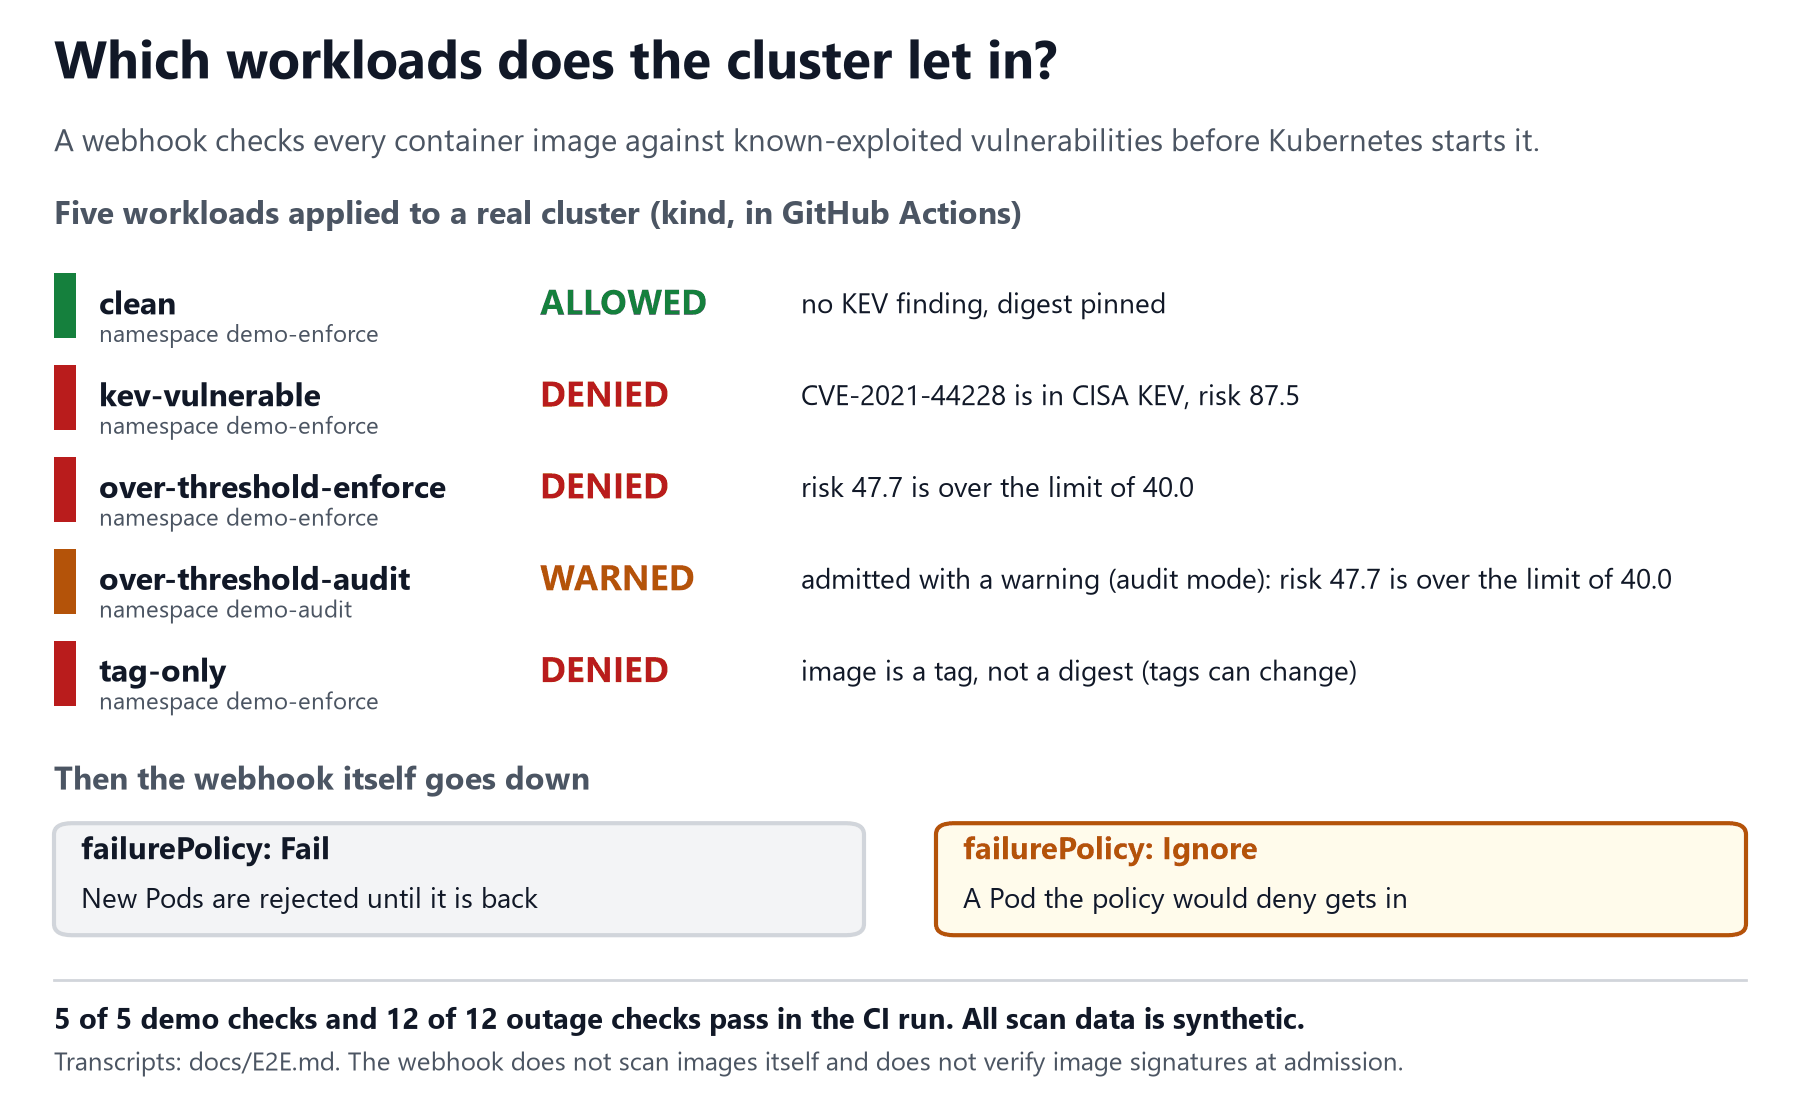 Which workloads does the cluster let in?
A webhook checks every container image against known-exploited vulnerabilities before Kubernetes starts it.
Five workloads applied to a real cluster (kind, in GitHub Actions)
clean ALLOWED no KEV finding, digest pinned
namespace demo-enforce
kev-vulnerable DENIED CVE-2021-44228 is in CISA KEV, risk 87.5
namespace demo-enforce
over-threshold-enforce DENIED risk 47.7 is over the limit of 40.0
namespace demo-enforce
over-threshold-audit WARNED admitted with a warning (audit mode): risk 47.7 is over the limit of 40.0
namespace demo-audit
tag-only DENIED image is a tag, not a digest (tags can change)
namespace demo-enforce
Then the webhook itself goes down
failurePolicy: Fail
New Pods are rejected until it is back
failurePolicy: Ignore
A Pod the policy would deny gets in
5 of 5 demo checks and 12 of 12 outage checks pass in the CI run. All scan data is synthetic.
Transcripts: docs/E2E.md. The webhook does not scan images itself and does not verify image signatures at admission.